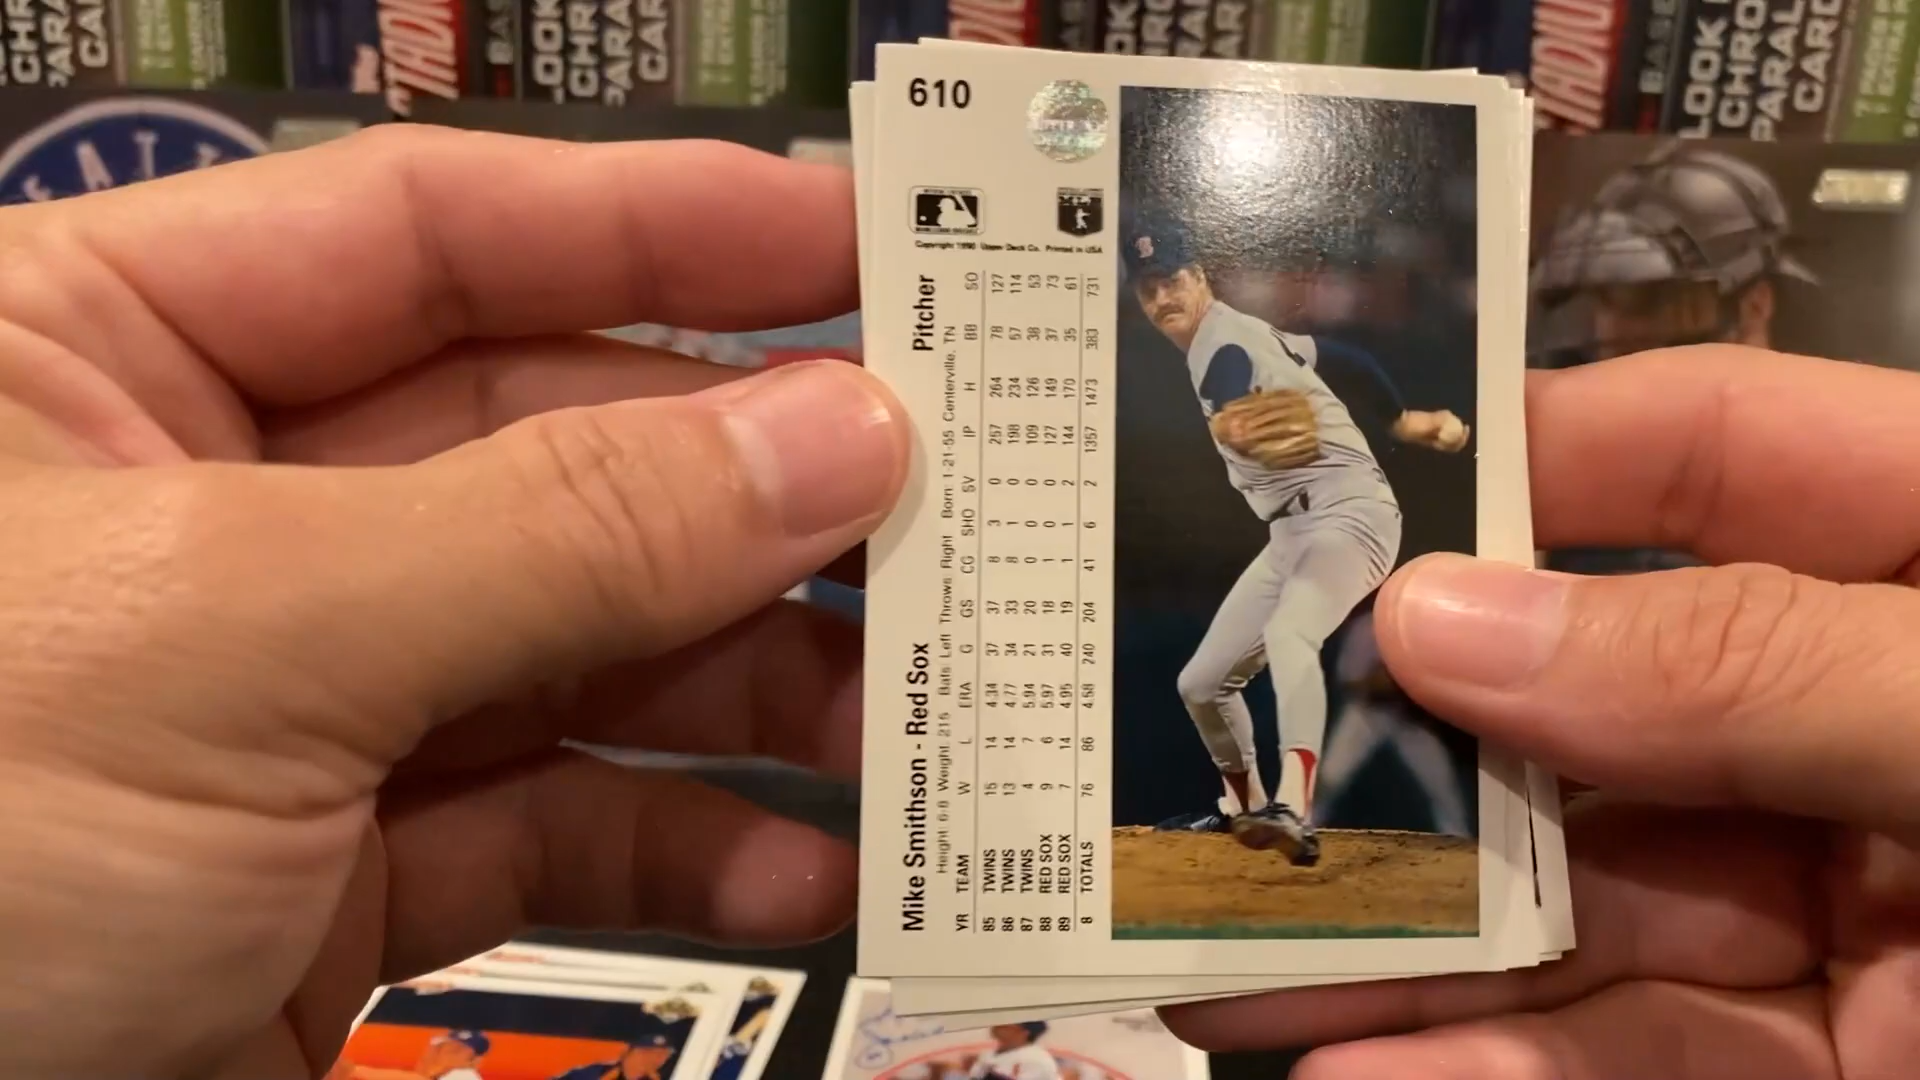 610
Copyright 1990 Upper Deck Co. Printed in USA
Mike Smithson - Red Sox Pitcher
Height: 6-8 Weight: 215 Bats: Left Throws: Right Born: 1-21-55 Centerville, TN
YR TEAM W L ERA G GS CG SHO SV IP H BB SO
85 TWINS 15 14 4.34 37 37 8 3 0 257 264 78 127
86 TWINS 13 14 4.77 34 33 8 1 0 198 234 57 114
87 TWINS 4 7 5.94 21 20 0 0 0 109 126 38 53
88 RED SOX 9 6 5.97 31 18 1 0 0 127 149 37 73
89 RED SOX 7 14 4.95 40 19 1 1 2 144 170 35 61
8 TOTALS 76 86 4.58 240 204 41 6 2 1357 1473 383 731
B
LOOK
CHRO
PARAL
CARD